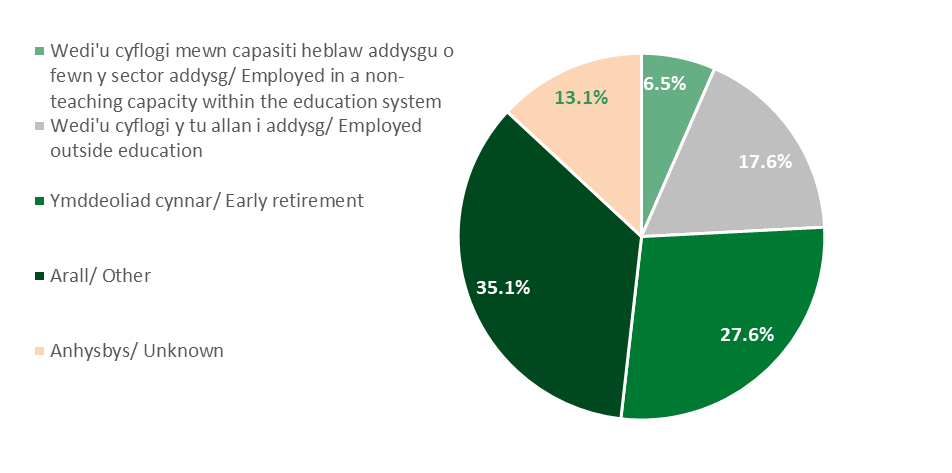 Wedi'u cyflogi mewn capasiti heblaw addysgu o
fewn y sector addysg/ Employed in a non-
teaching capacity within the education system
Wedi'u cyflogi y tu allan i addysg/ Employed
outside education
Ymddeoliad cynnar/ Early retirement
Arall/ Other
Anhysbys/ Unknown
6.5%
17.6%
27.6%
35.1%
13.1%